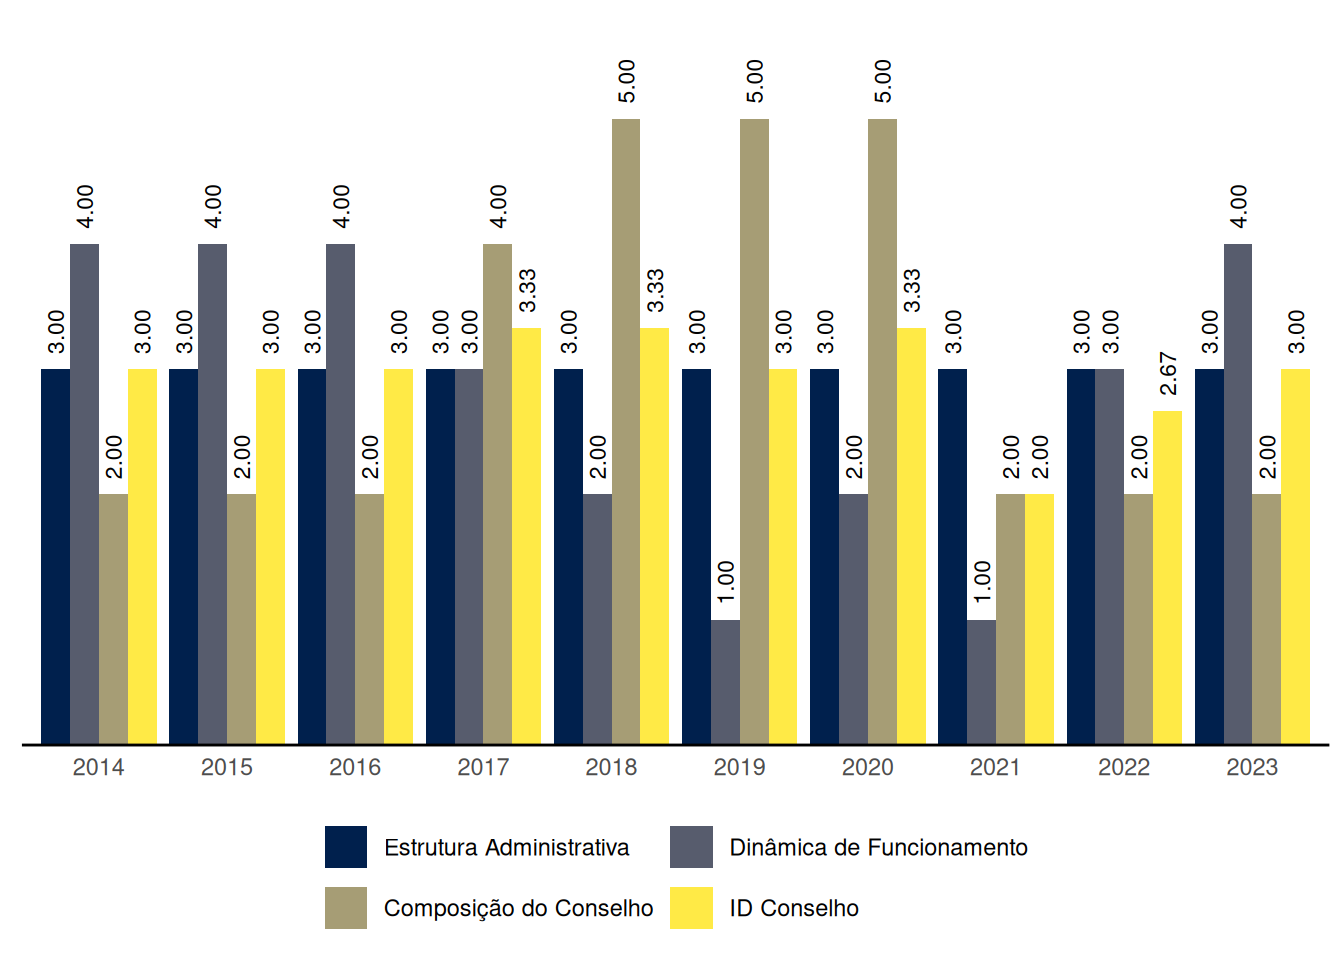 5.00 5.00 5.00
4.00 4.00 4.00 4.00 4.00
3.33 3.33 3.33
3.00 3.00 3.00 3.00 3.00 3.00 3.00 3.00 3.00 3.00 3.00 3.00 3.00 3.00 3.00 3.00 3.00
2.67
2.00 2.00 2.00 2.00 2.00 2.00 2.00 2.00 2.00
1.00 1.00
2014 2015 2016 2017 2018 2019 2020 2021 2022 2023
Estrutura Administrativa Dinâmica de Funcionamento
Composição do Conselho ID Conselho